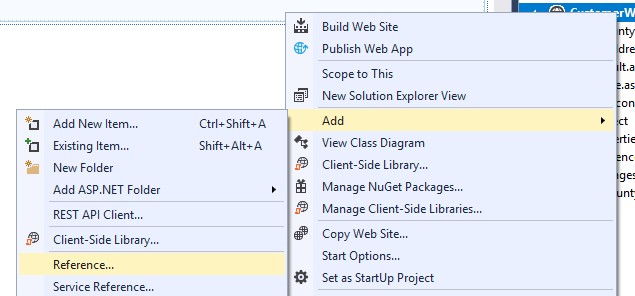 CustomerW
Build Web Site
Publish Web App
Scope to This
New Solution Explorer View
Add
View Class Diagram
Client-Side Library...
Manage NuGet Packages...
Manage Client-Side Libraries...
Copy Web Site...
Start Options...
Set as StartUp Project
Add New Item... Ctrl+Shift+A
Existing Item... Shift+Alt+A
New Folder
Add ASP.NET Folder
REST API Client...
Client-Side Library...
Reference...
Service Reference...